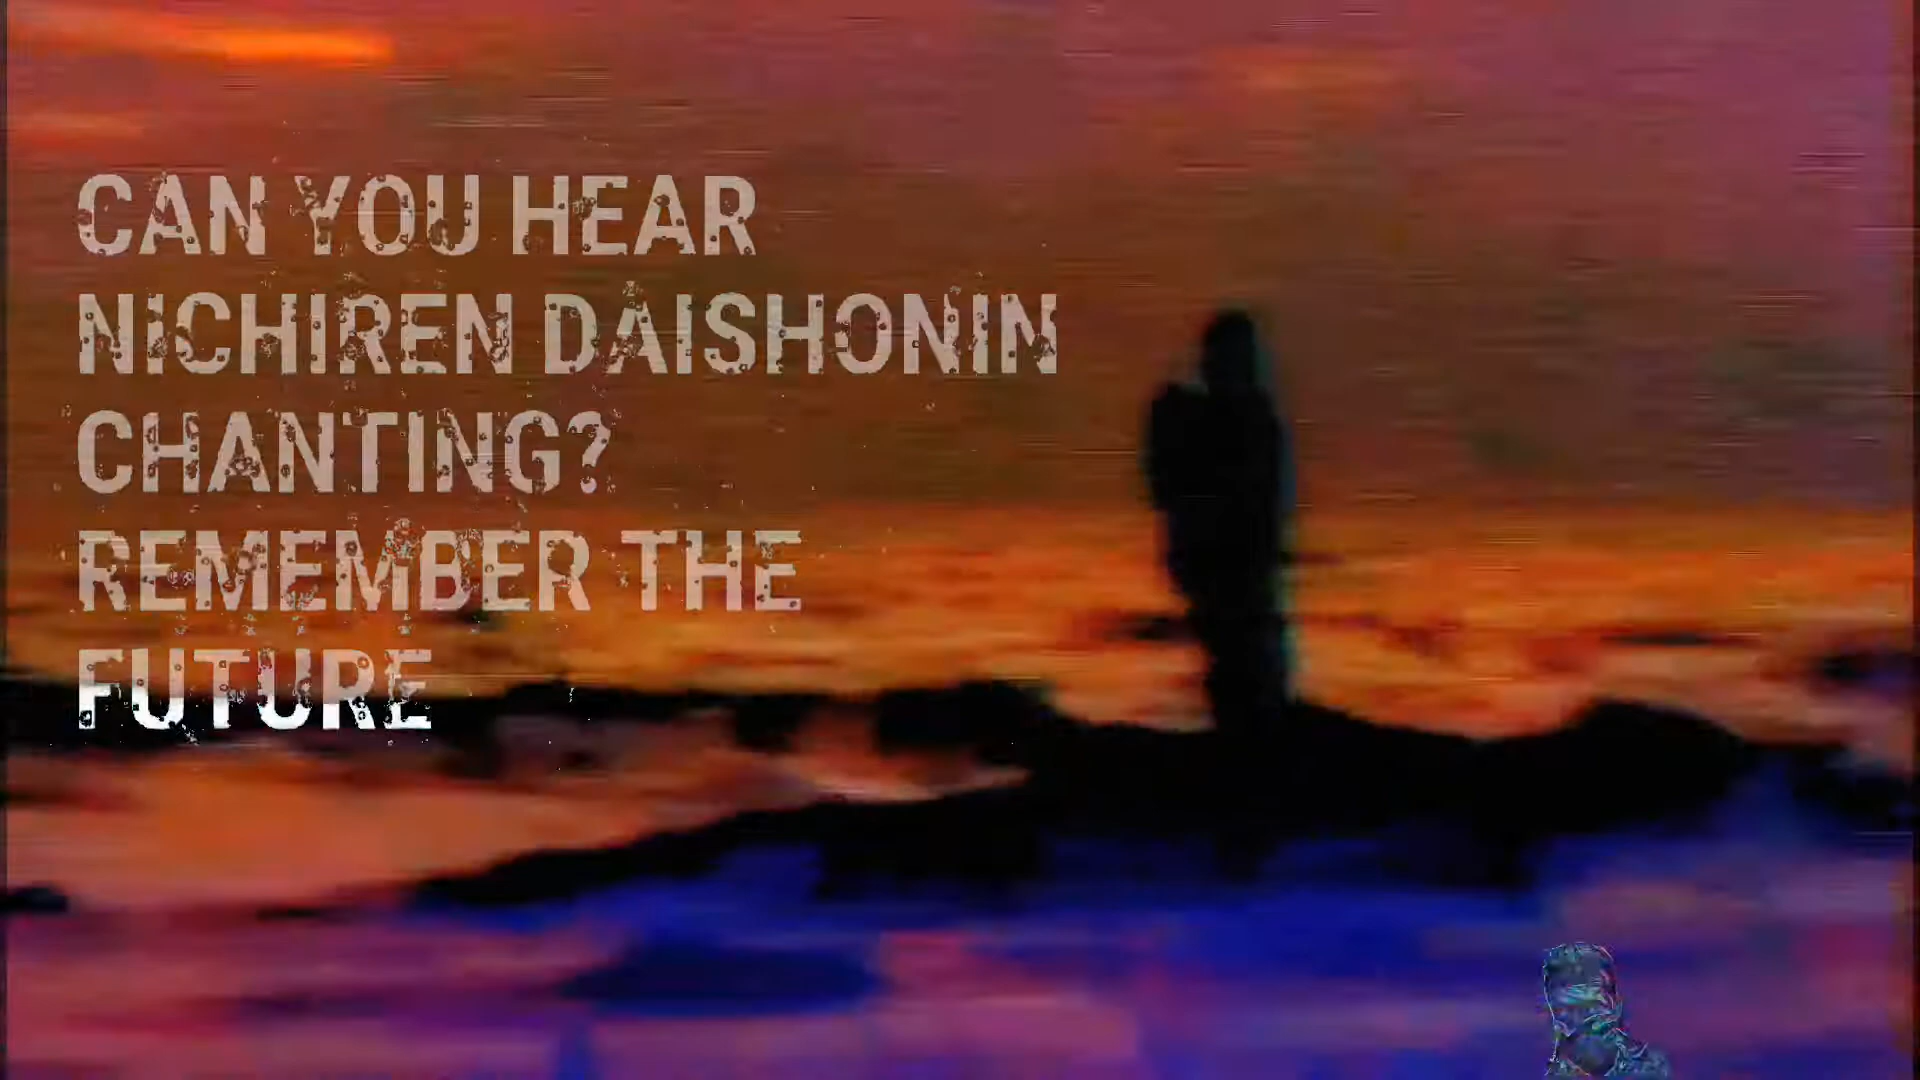 CAN YOU HEAR
NICHIREN DAISHONIN
CHANTING?
REMEMBER THE
FUTURE